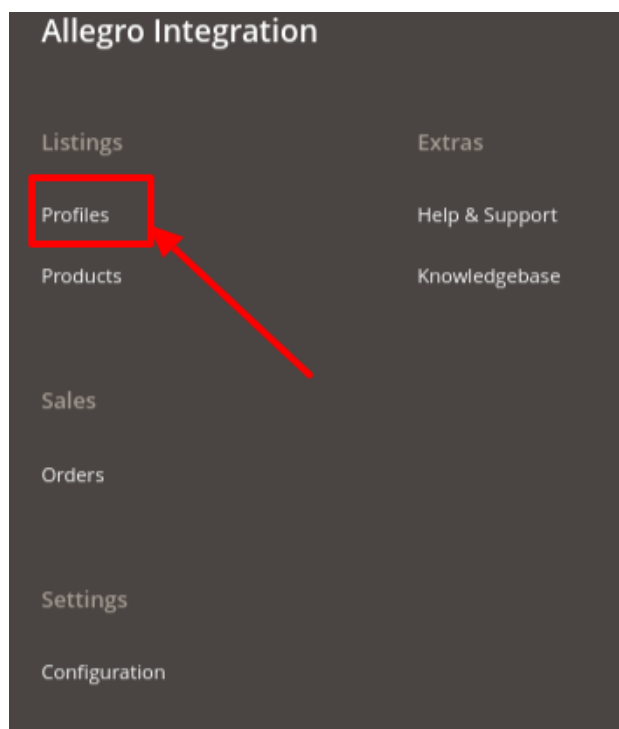 Allegro Integration
Listings
Profiles
Products
Sales
Orders
Settings
Configuration
Extras
Help & Support
Knowledgebase